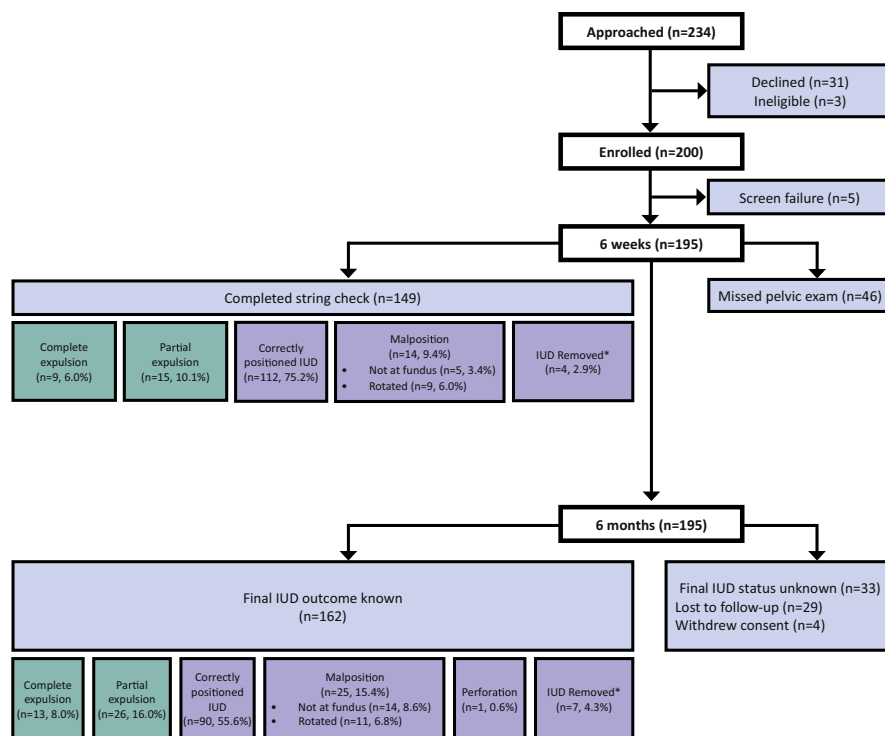 Approached (n=234)
Declined (n=31)
Ineligible (n=3)
Enrolled (n=200)
Screen failure (n=5)
6 weeks (n=195)
Completed string check (n=149)
Missed pelvic exam (n=46)
Complete
expulsion
(n=9, 6.0%)
Partial
expulsion
(n=15, 10.1%)
Correctly
positioned IUD
(n=112, 75.2%)
Malposition
(n=14, 9.4%)
• Not at fundus (n=5, 3.4%)
• Rotated (n=9, 6.0%)
IUD Removed*
(n=4, 2.9%)
6 months (n=195)
Final IUD outcome known
(n=162)
Final IUD status unknown (n=33)
Lost to follow-up (n=29)
Withdrew consent (n=4)
Complete
expulsion
(n=13, 8.0%)
Partial
expulsion
(n=26, 16.0%)
Correctly
positioned
IUD
(n=90, 55.6%)
Malposition
(n=25, 15.4%)
• Not at fundus (n=14, 8.6%)
• Rotated (n=11, 6.8%)
Perforation
(n=1, 0.6%)
IUD Removed*
(n=7, 4.3%)